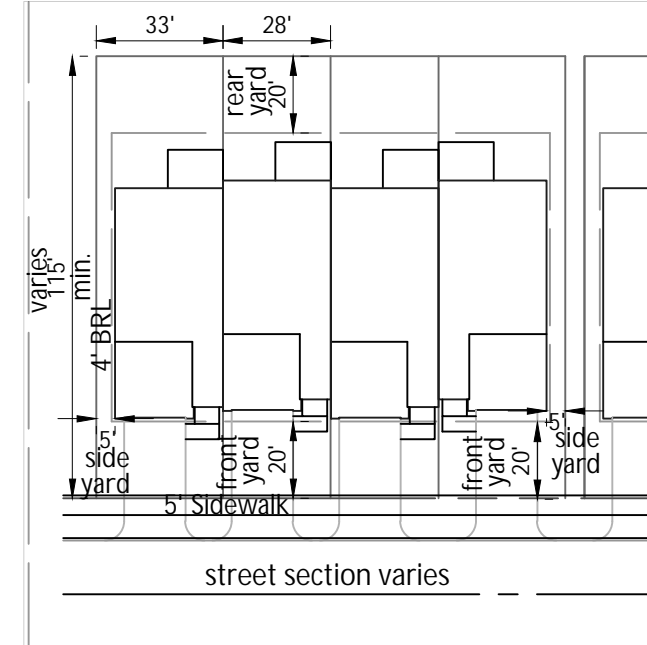 33'
28'
rear
yard
20'
varies
115'
min.
4' BRL
5'
side
yard
front
yard
20'
front
yard
20'
5'
side
yard
5' Sidewalk
street section varies